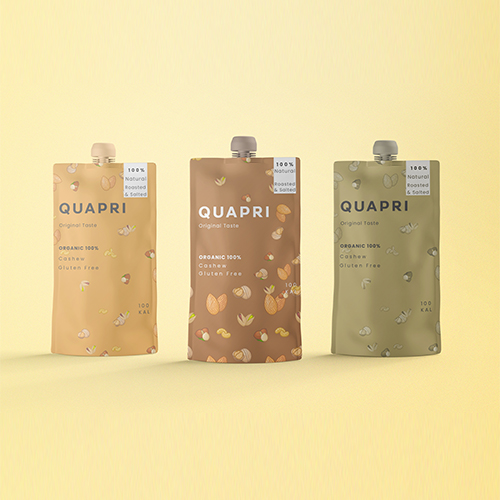 100%
Natural
Roasted
& Salted
QUAPRI
Original Taste
ORGANIC 100%
Cashew
Gluten Free
100
KAL
100%
Natural
Roasted
& Salted
QUAPRI
Original Taste
ORGANIC 100%
Cashew
Gluten Free
100
KAL
100%
Natural
Roasted
& Salted
QUAPRI
Original Taste
ORGANIC 100%
Cashew
Gluten Free
100
KAL